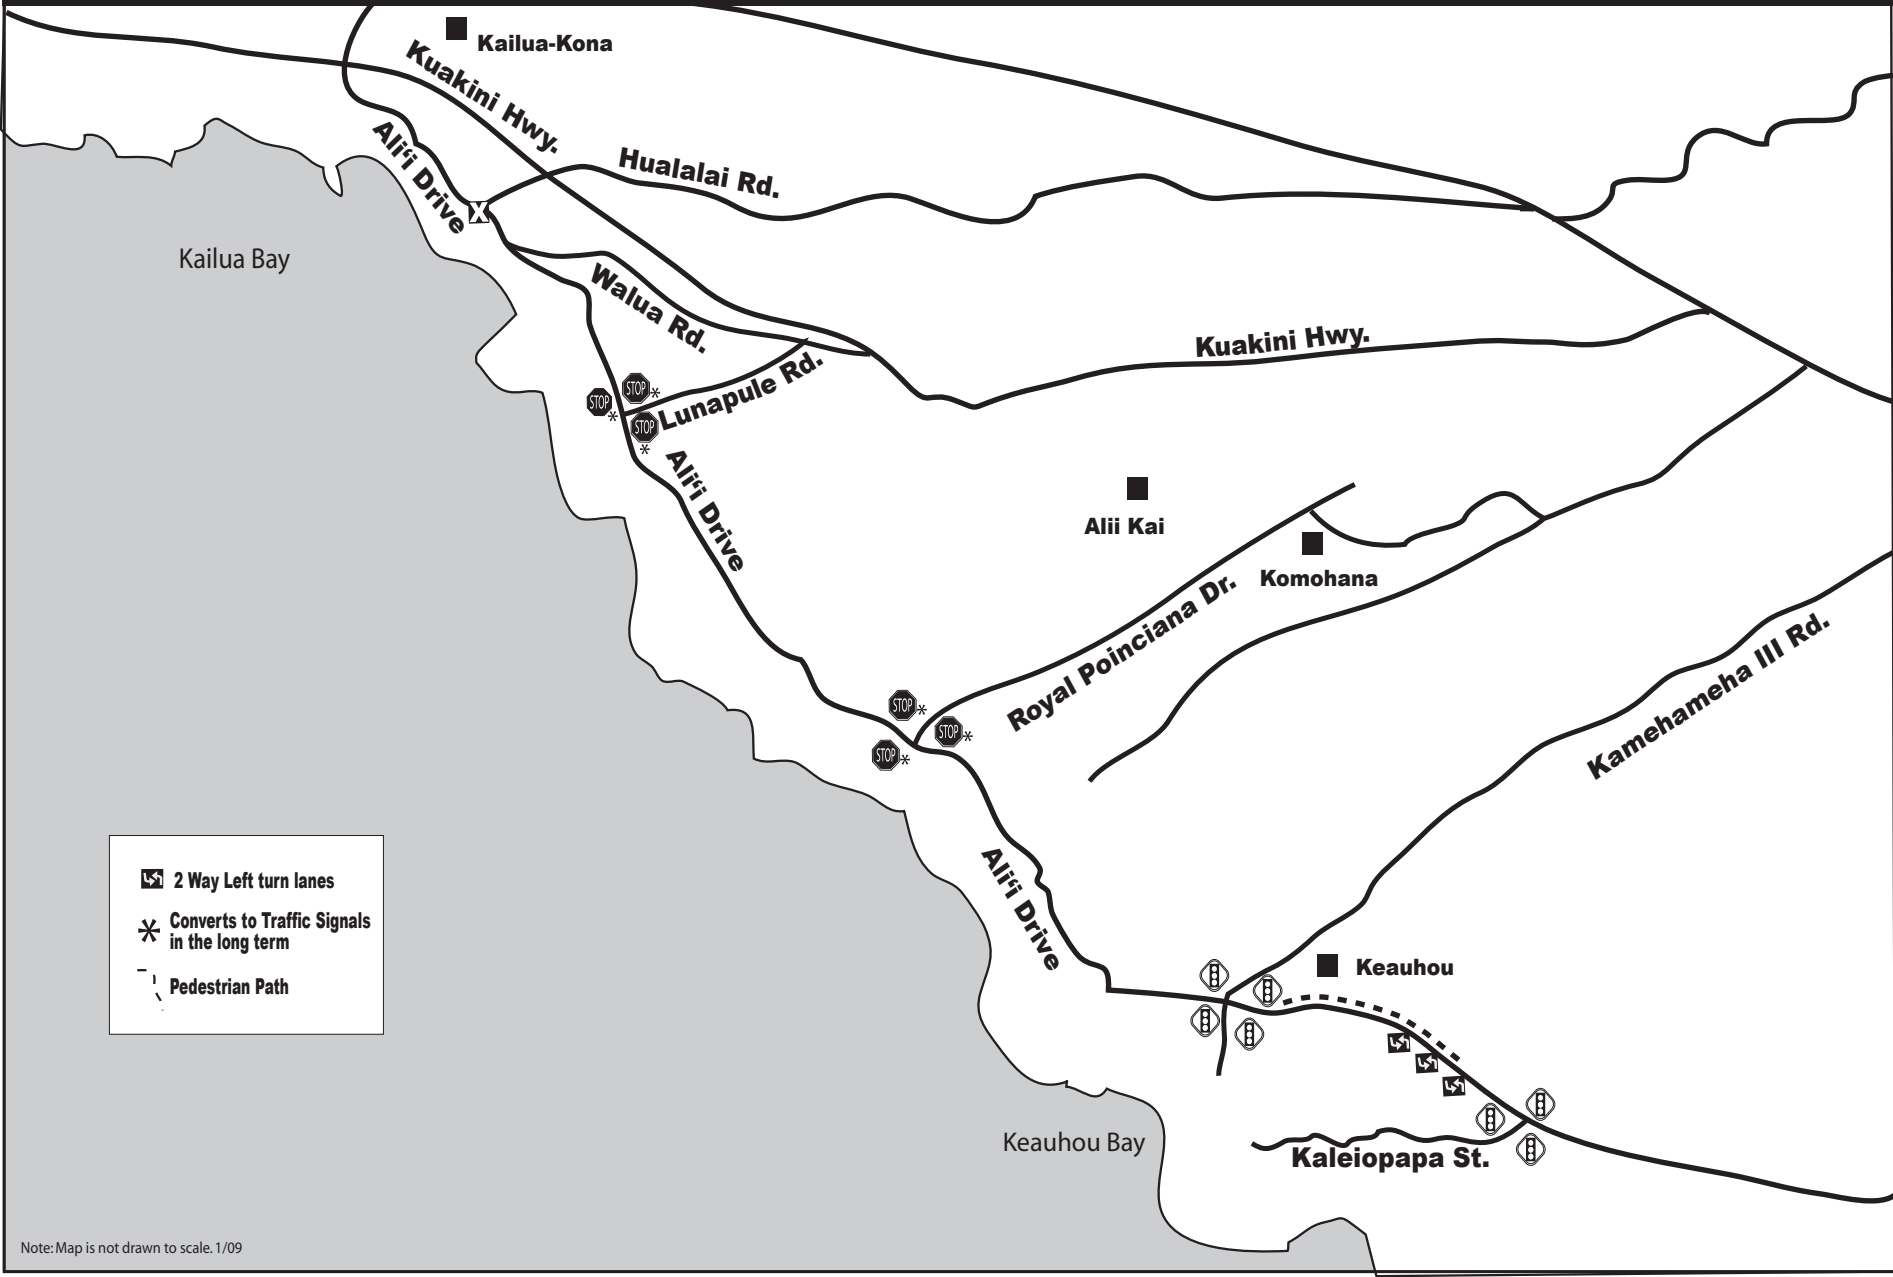 Kailua-Kona
Kuakini Hwy.
Ali‘i Drive
Hualalai Rd.
X
Kailua Bay
Walua Rd.
Kuakini Hwy.
Lunapule Rd.
STOP *
STOP *
STOP *
Ali‘i Drive
Alii Kai
Komohana
Royal Poinciana Dr.
Kamehameha III Rd.
STOP *
STOP *
STOP *
Ali‘i Drive
2 Way Left turn lanes
* Converts to Traffic Signals
in the long term
Pedestrian Path
Keauhou
Keauhou Bay
Kaleiopapa St.
Note: Map is not drawn to scale. 1/09